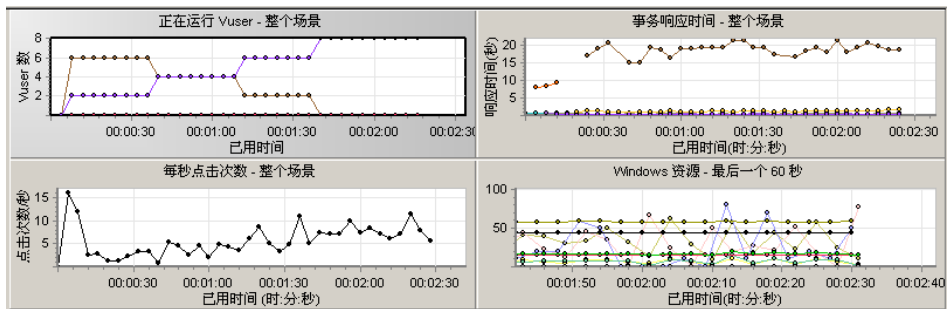 正在运行 Vuser - 整个场景
Vuser 数
8
6
4
2
00:00:30 00:01:00 00:01:30 00:02:00 00:02:30
已用时间
事务响应时间 - 整个场景
响应时间(秒)
20
15
10
5
00:00:30 00:01:00 00:01:30 00:02:00 00:02:30
已用时间(时:分:秒)
每秒点击次数 - 整个场景
点击次数/秒
15
10
5
00:00:30 00:01:00 00:01:30 00:02:00 00:02:30
已用时间 (时:分:秒)
Windows 资源 - 最后一个 60 秒
100
50
00:01:50 00:02:00 00:02:10 00:02:20 00:02:30 00:02:40
已用时间(时:分:秒)